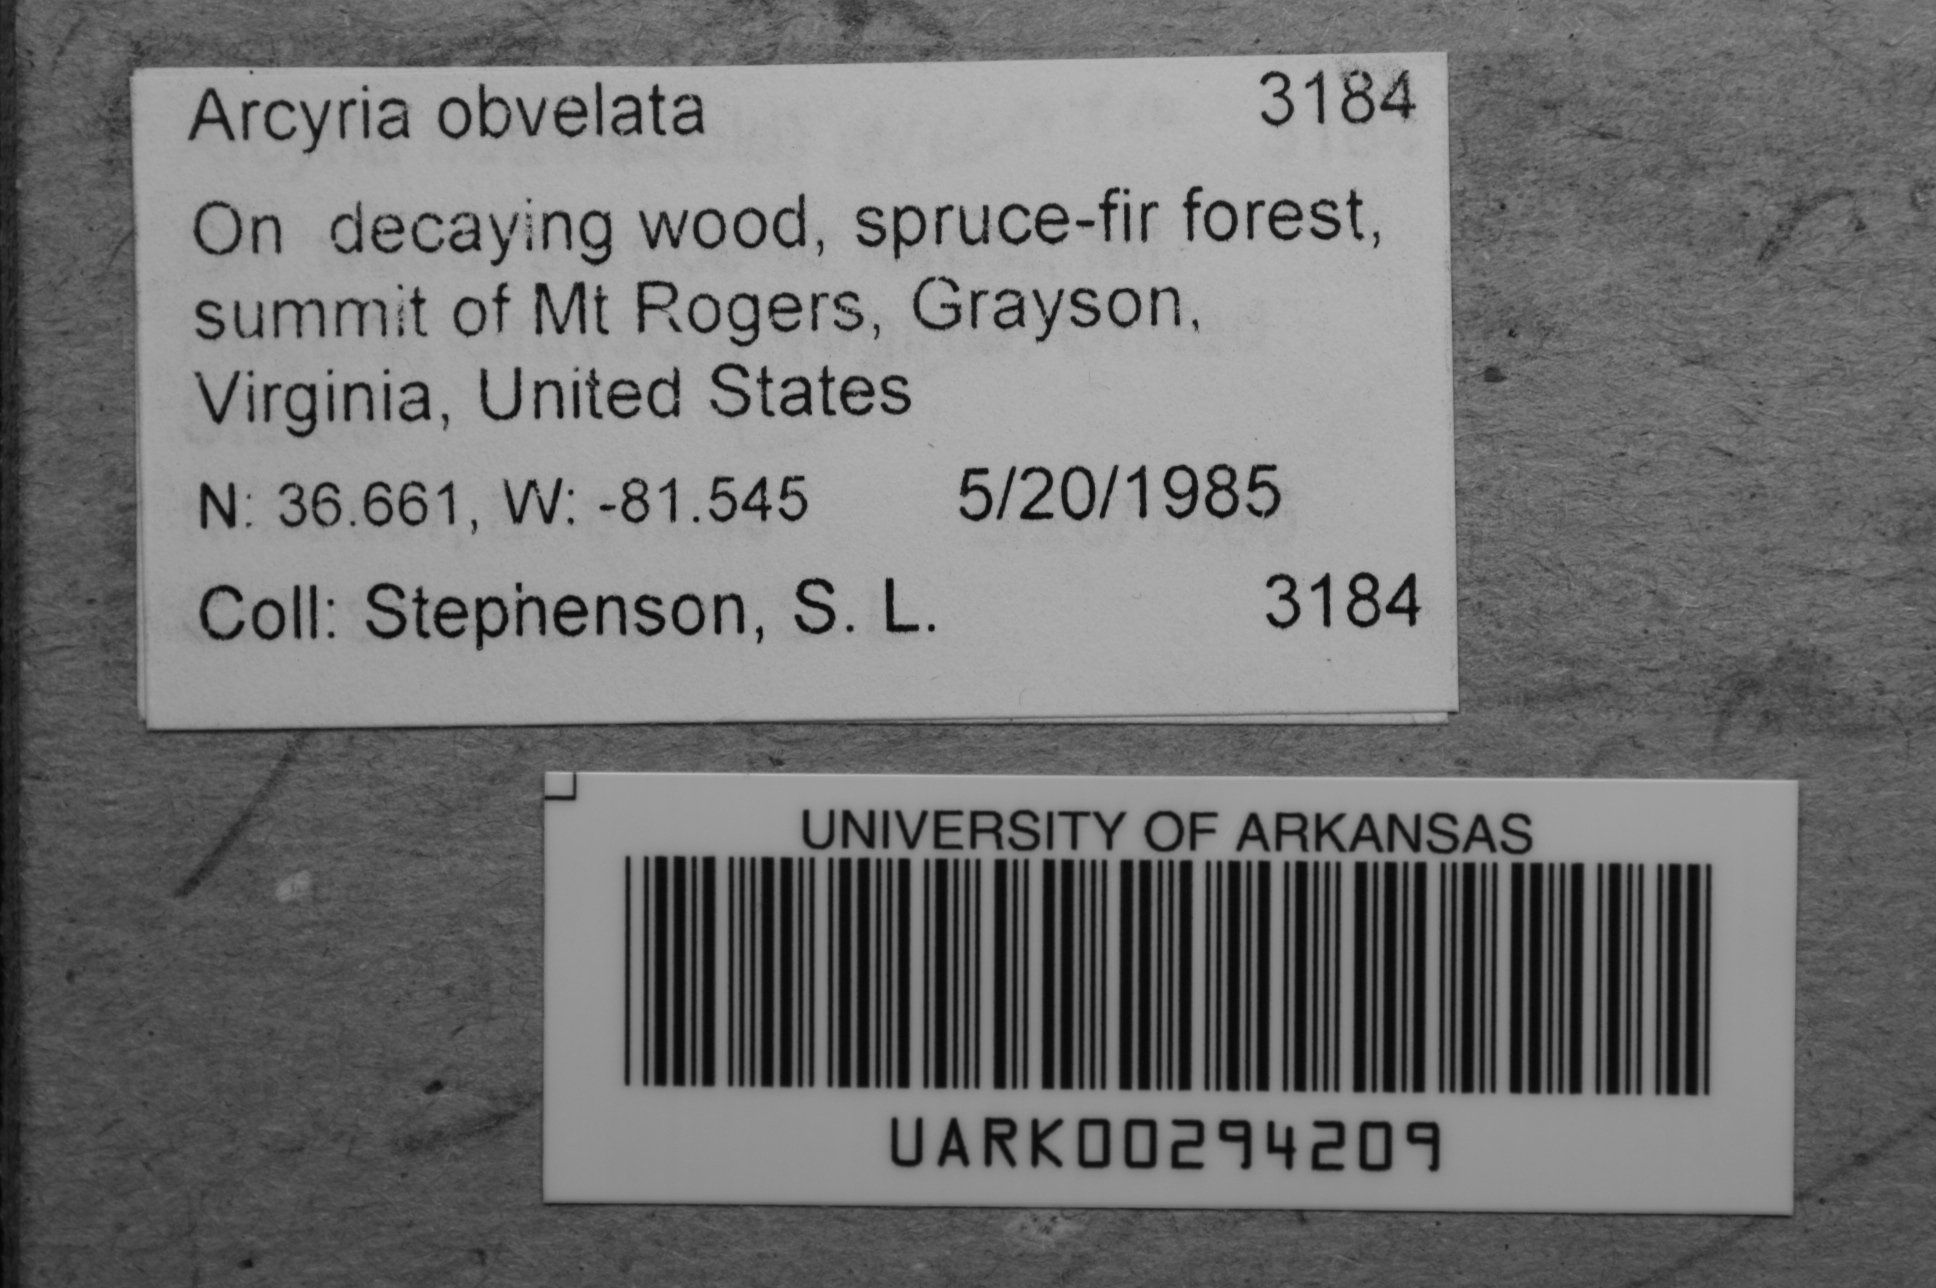 Arcyria obvelata 3184
On decaying wood, spruce-fir forest,
summit of Mt Rogers, Grayson,
Virginia, United States
N: 36.661, W: -81.545 5/20/1985
Coll: Stephenson, S. L. 3184
UNIVERSITY OF ARKANSAS
UARK00294209